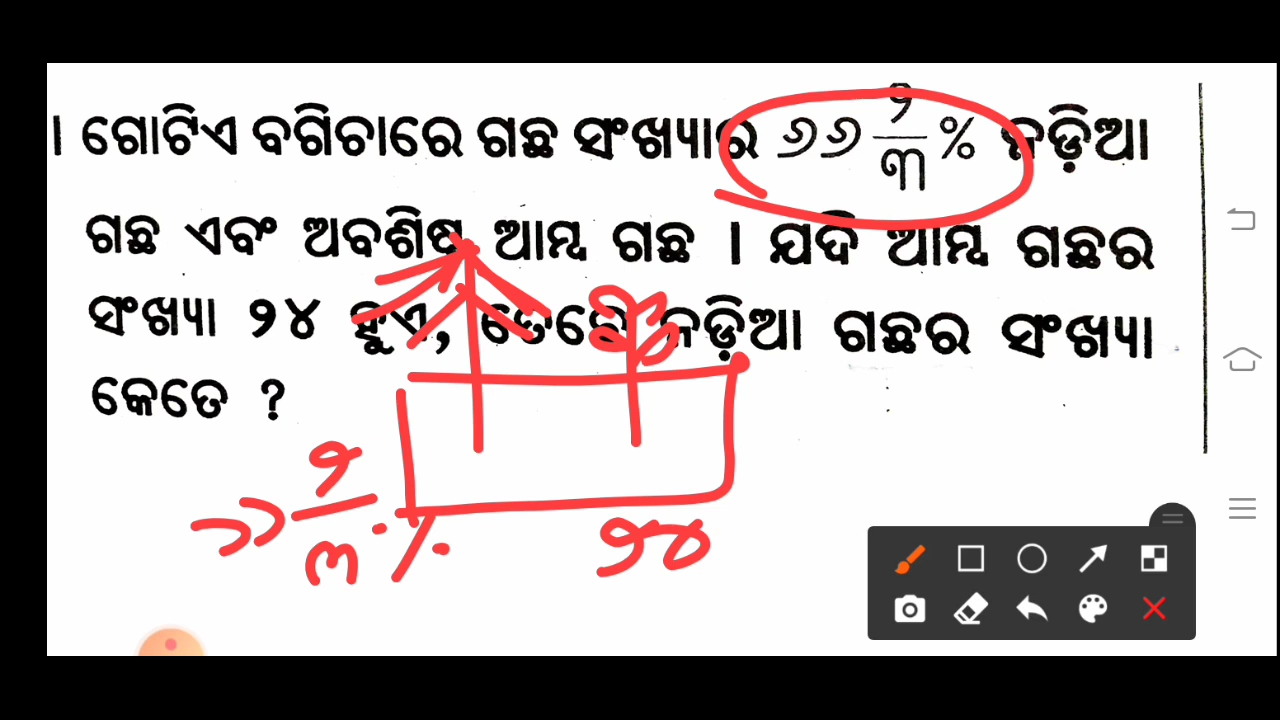 । ଗୋଟିଏ ବଗିଚାରେ ଗଛ ସଂଖ୍ୟାର ୬୬ ୨/୩ % ନଡ଼ିଆ
ଗଛ ଏବଂ ଅବଶିଷ୍ଟ ଆମ୍ବ ଗଛ । ଯଦି ଆମ୍ବ ଗଛର
ସଂଖ୍ୟା ୨୪ ହୁଏ, ତେବେ ନଡ଼ିଆ ଗଛର ସଂଖ୍ୟା
କେତେ ?
୬୬ ୨/୩ %
୨୪